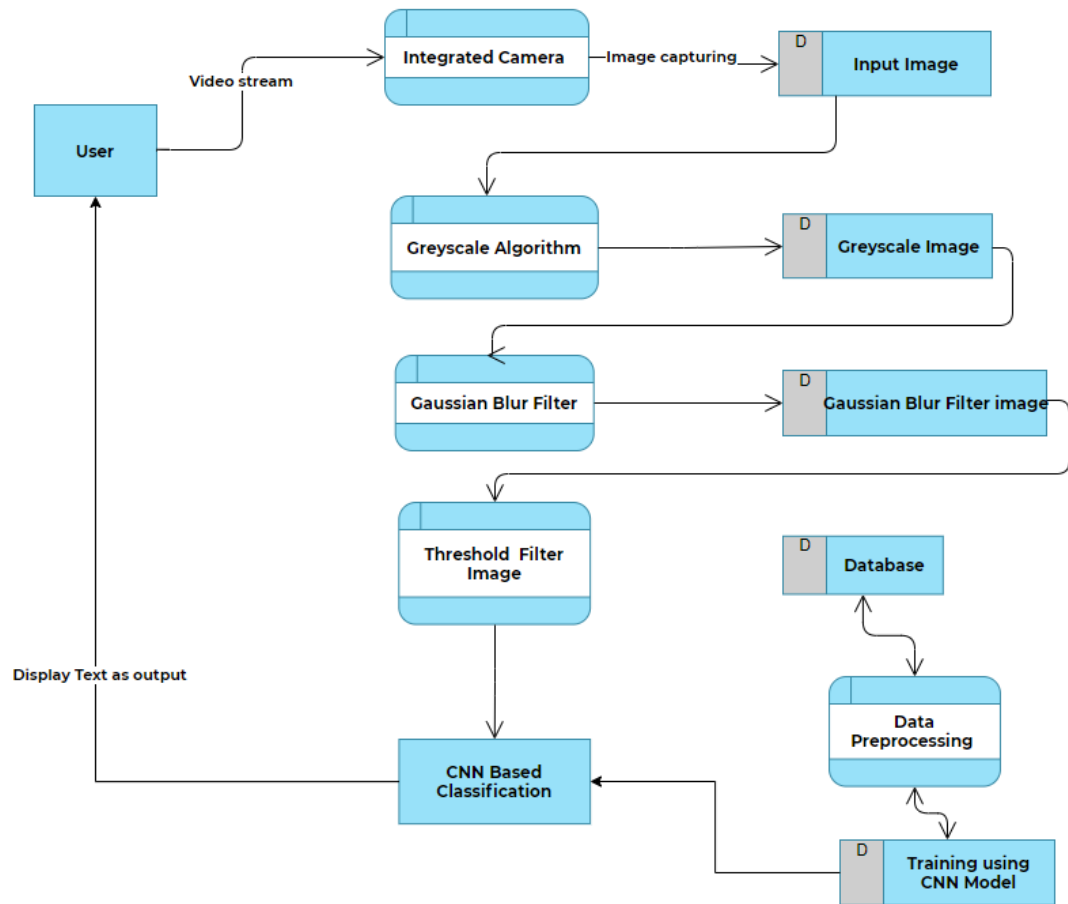 D
Integrated Camera
Image capturing
Input Image
Video stream
User
D
Greyscale Algorithm
Greyscale Image
D
Gaussian Blur Filter
Gaussian Blur Filter image
Threshold Filter
Image
D
Database
Display Text as output
Data
Preprocessing
CNN Based
Classification
D
Training using
CNN Model